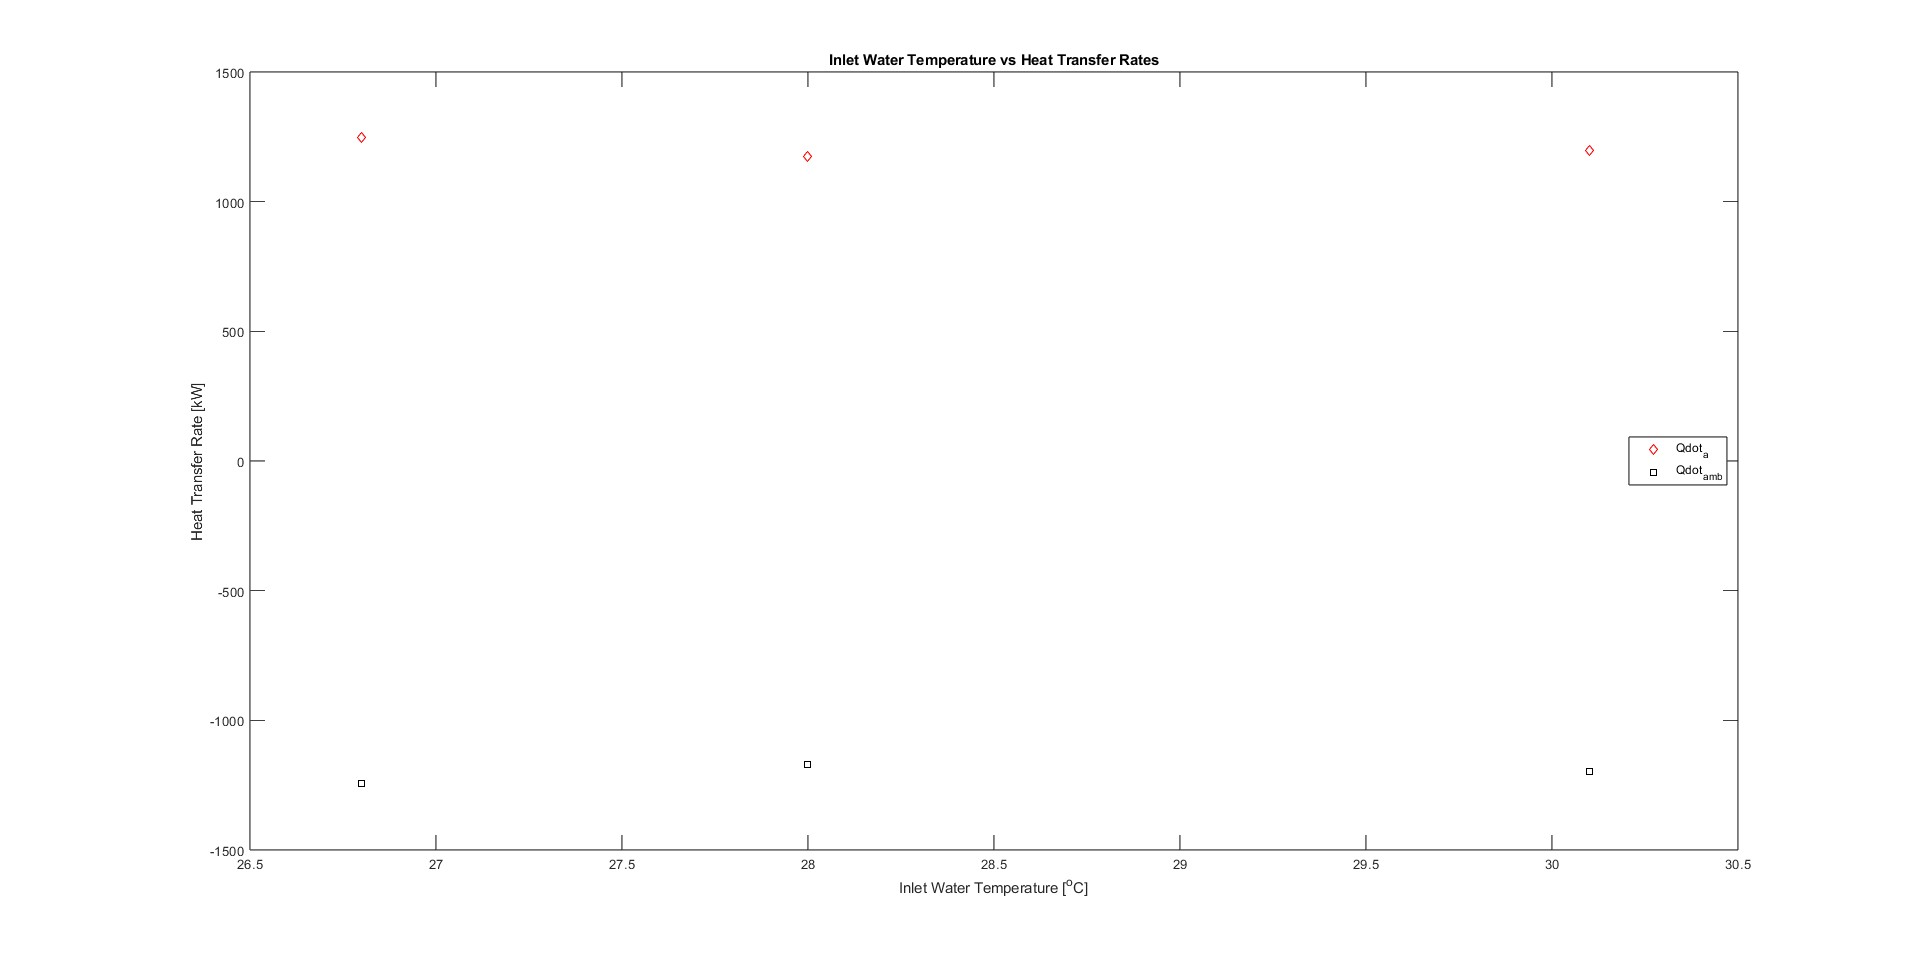 Inlet Water Temperature vs Heat Transfer Rates
1500
1000
500
0
-500
-1000
-1500
Heat Transfer Rate [kW]
Qdot_a
Qdot_amb
26.5 27 27.5 28 28.5 29 29.5 30 30.5
Inlet Water Temperature [°C]